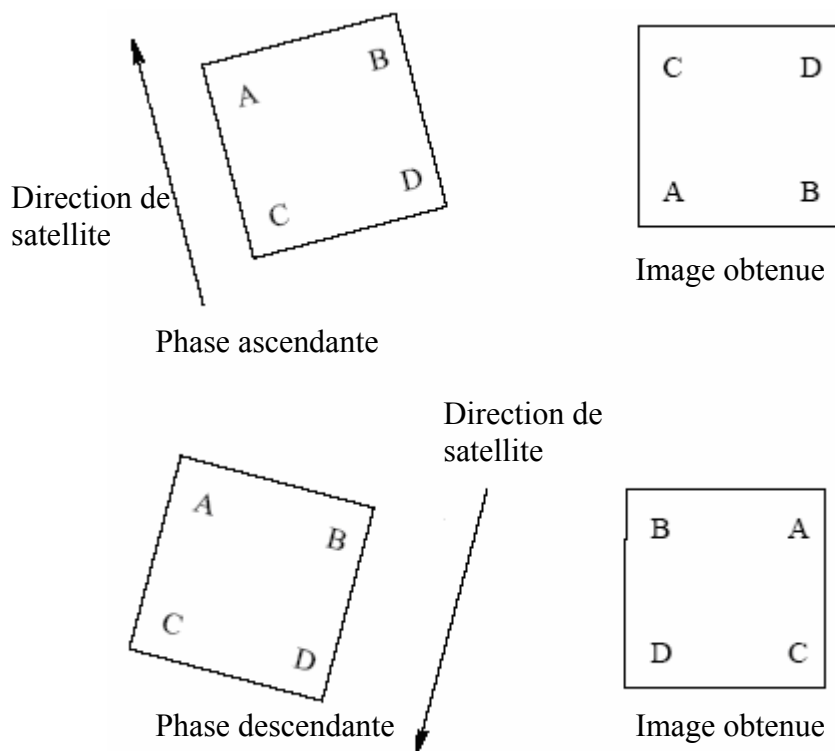 B
A
C D
Direction de
satellite
D
C
A B
Image obtenue
Phase ascendante
Direction de
satellite
A
B
B A
C
D
D C
Phase descendante
Image obtenue